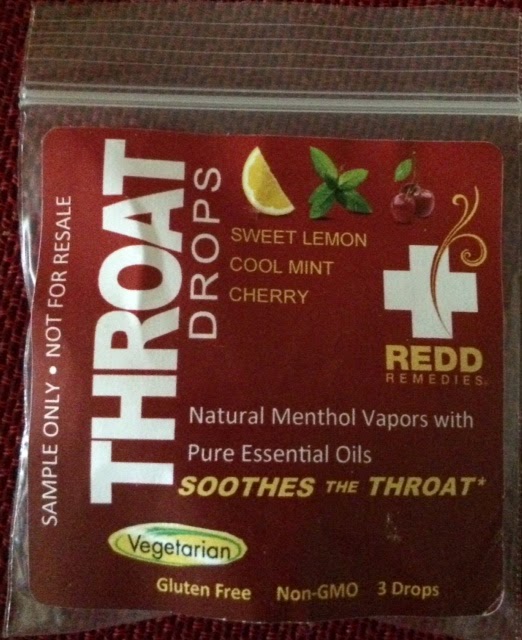 SAMPLE ONLY • NOT FOR RESALE
THROAT
DROPS
SWEET LEMON
COOL MINT
CHERRY
REDD
REMEDIES
Natural Menthol Vapors with
Pure Essential Oils
SOOTHES THE THROAT*
Vegetarian
Gluten Free Non-GMO 3 Drops